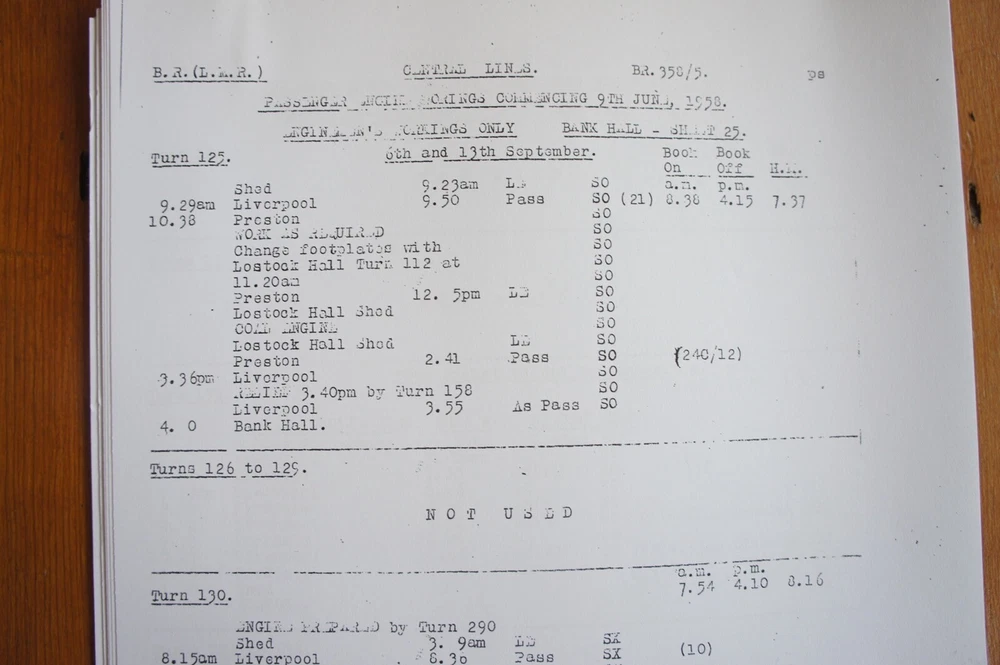 B.R.(L.M.R.) CENTRAL LINES. BR.358/5. ps
PASSENGER ENGINE WORKINGS COMMENCING 9TH JUNE, 1958.
ENGINEMEN'S WORKINGS ONLY BANK HALL - SHEET 25.
Turn 125. 6th and 13th September. Book On Book Off H.M.
Shed 9.23am LE SO a.m. p.m.
9.29am Liverpool 9.50 Pass SO (21) 8.38 4.15 7.37
10.38 Preston SO
WORK AS REQUIRED SO
Change footplates with SO
Lostock Hall Turn 112 at SO
11.20am SO
Preston 12. 5pm LE SO
Lostock Hall Shed SO
COAL ENGINE SO
Lostock Hall Shed LE SO
Preston 2.41 Pass SO (240/12)
3.36pm Liverpool SO
RELIEF 3.40pm by Turn 158 SO
Liverpool 3.55 As Pass SO
4. 0 Bank Hall.
Turns 126 to 129.
NOT USED
a.m. p.m.
Turn 130. 7.54 4.10 8.16
ENGINE PREPARED by Turn 290
Shed 3. 9am LE SX
8.15am Liverpool 8.30 Pass SX (10)